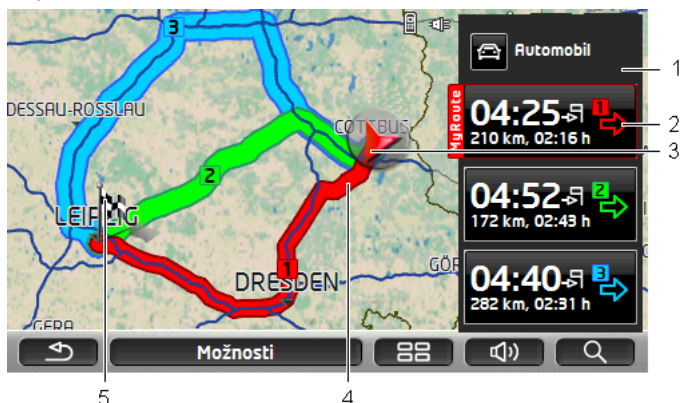 3
Automobil
1
DESSAU-ROSSLAU
MyRoute
04:25
1
2
210 km, 02:16 h
COTTBUS
3
2
04:52
2
172 km, 02:43 h
LEIPZIG
1
DRESDEN
GÖR
04:40
3
282 km, 02:31 h
GERA
Možnosti
5
4